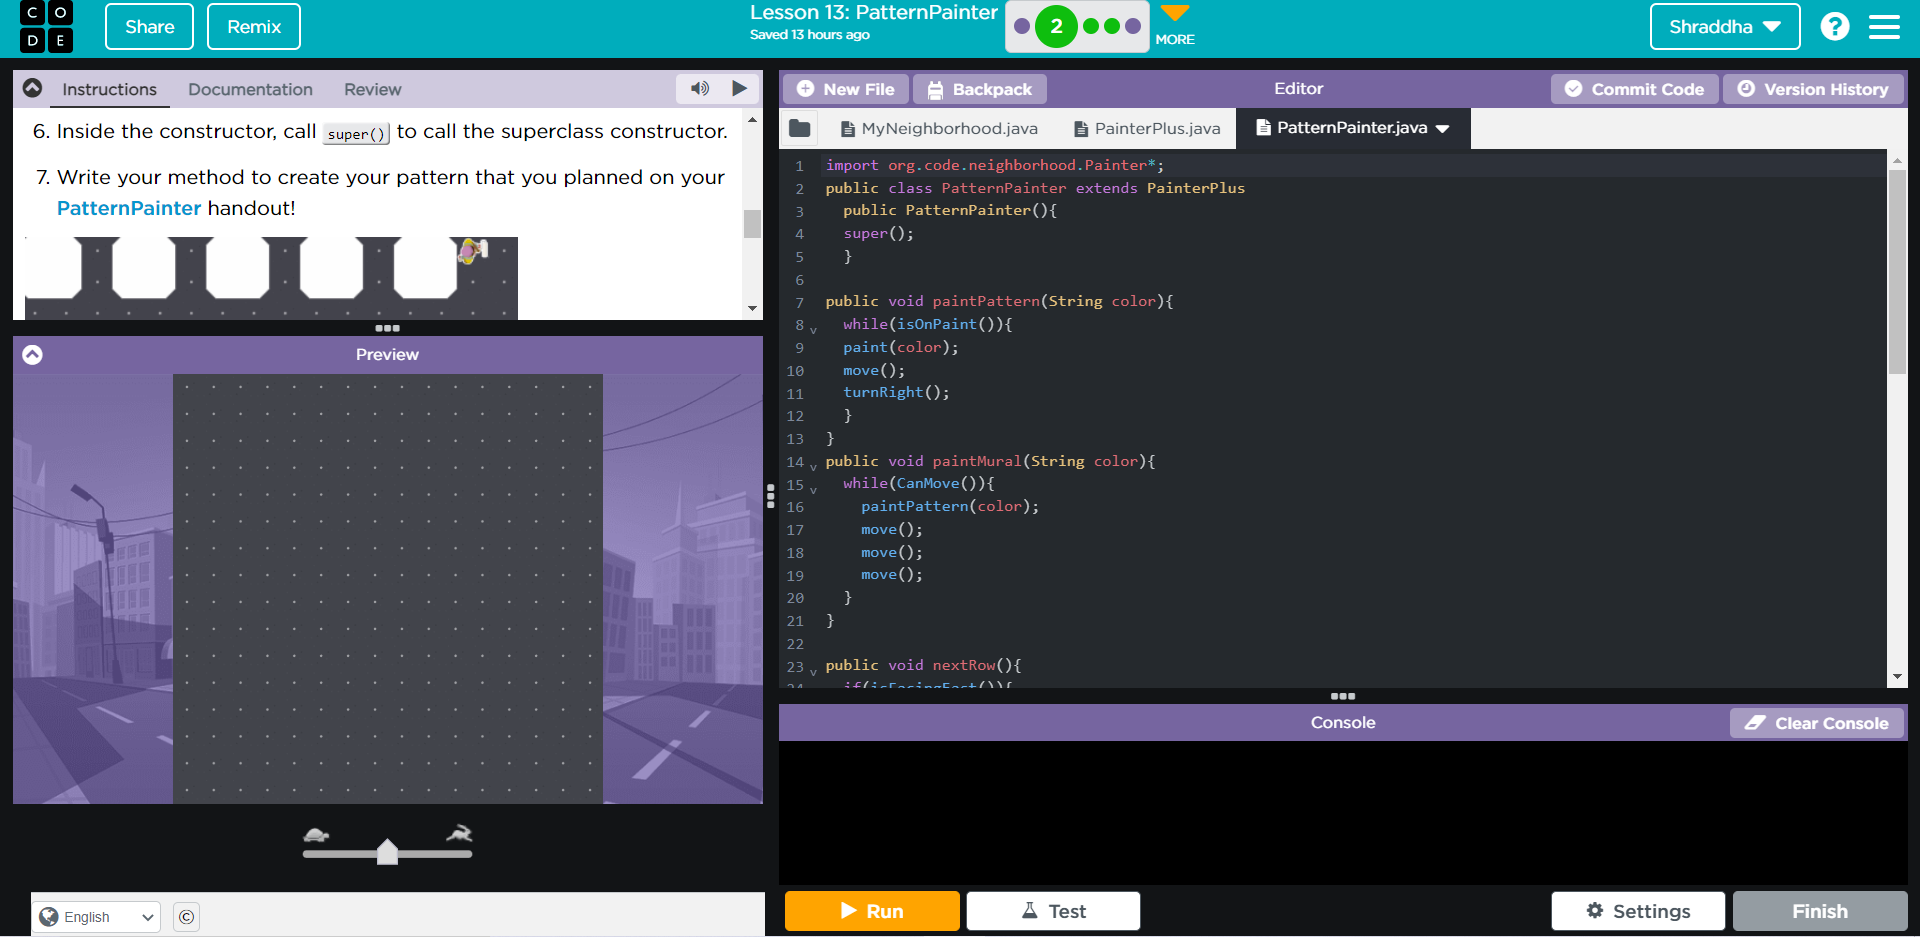 CO
DE
Share
Remix
Lesson 13: PatternPainter
Saved 13 hours ago
2
MORE
Shraddha
?
Instructions
Documentation
Review
6. Inside the constructor, call super() to call the superclass constructor.
7. Write your method to create your pattern that you planned on your
PatternPainter handout!
Preview
English
©
New File
Backpack
Editor
Commit Code
Version History
MyNeighborhood.java
PainterPlus.java
PatternPainter.java
1 import org.code.neighborhood.Painter*;
2 public class PatternPainter extends PainterPlus
3 public PatternPainter(){
4 super();
5 }
6
7 public void paintPattern(String color){
8 while(isOnPaint()){
9 paint(color);
10 move();
11 turnRight();
12 }
13 }
14 public void paintMural(String color){
15 while(CanMove()){
16 paintPattern(color);
17 move();
18 move();
19 move();
20 }
21 }
22
23 public void nextRow(){
24 if(isFacingEast()){
Console
Clear Console
Run
Test
Settings
Finish